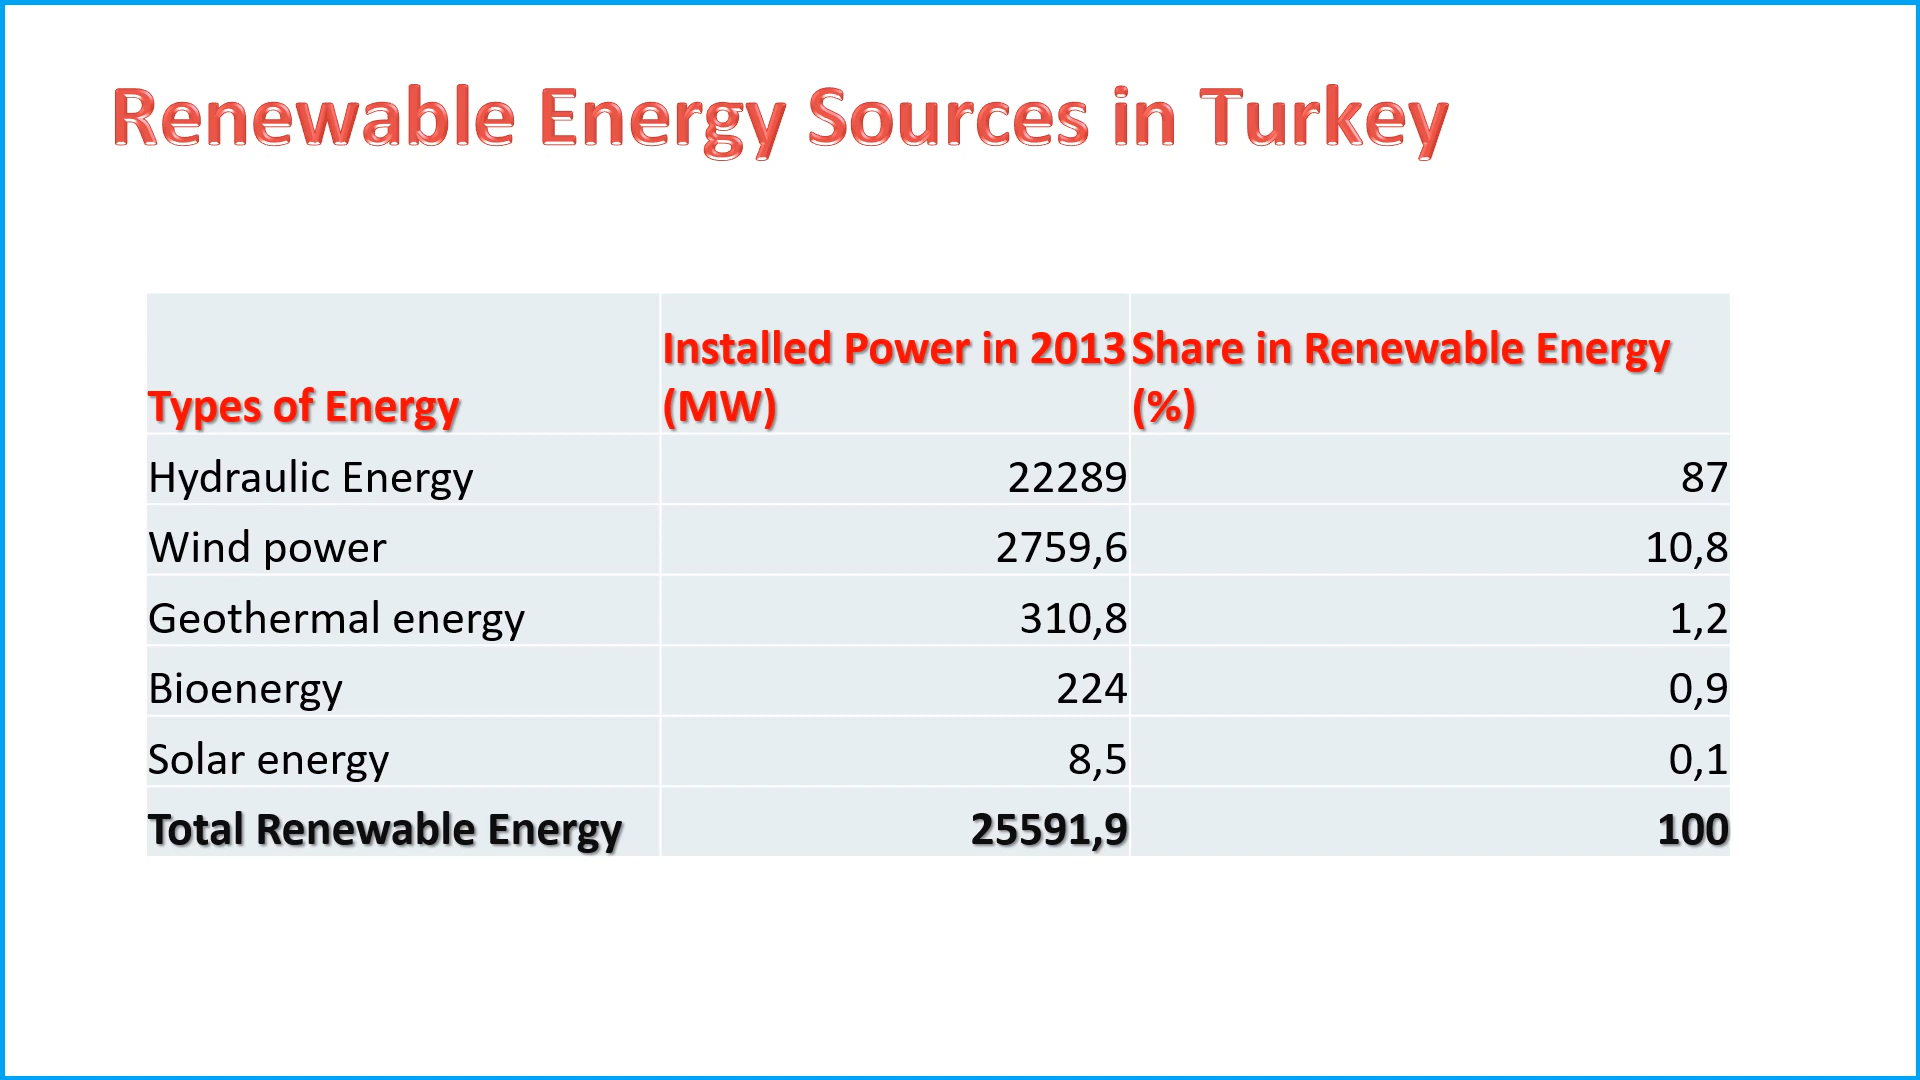 Renewable Energy Sources in Turkey
Types of Energy
Installed Power in 2013
(MW)
Share in Renewable Energy
(%)
Hydraulic Energy 22289 87
Wind power 2759,6 10,8
Geothermal energy 310,8 1,2
Bioenergy 224 0,9
Solar energy 8,5 0,1
Total Renewable Energy 25591,9 100